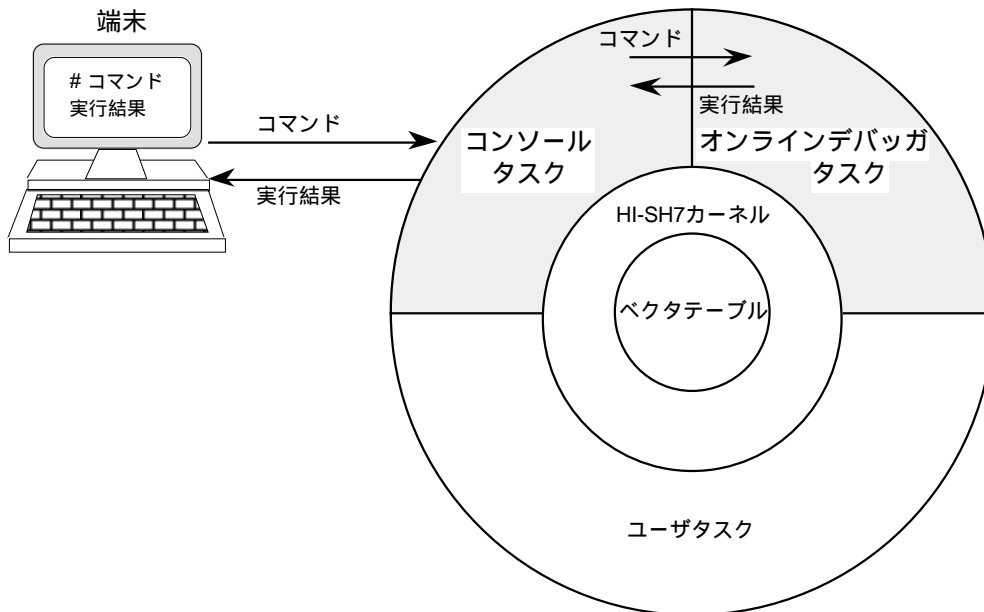 端末
# コマンド
実行結果
コマンド
実行結果
コマンド
実行結果
コンソール
タスク
オンラインデバッガ
タスク
HI-SH7カーネル
ベクタテーブル
ユーザタスク